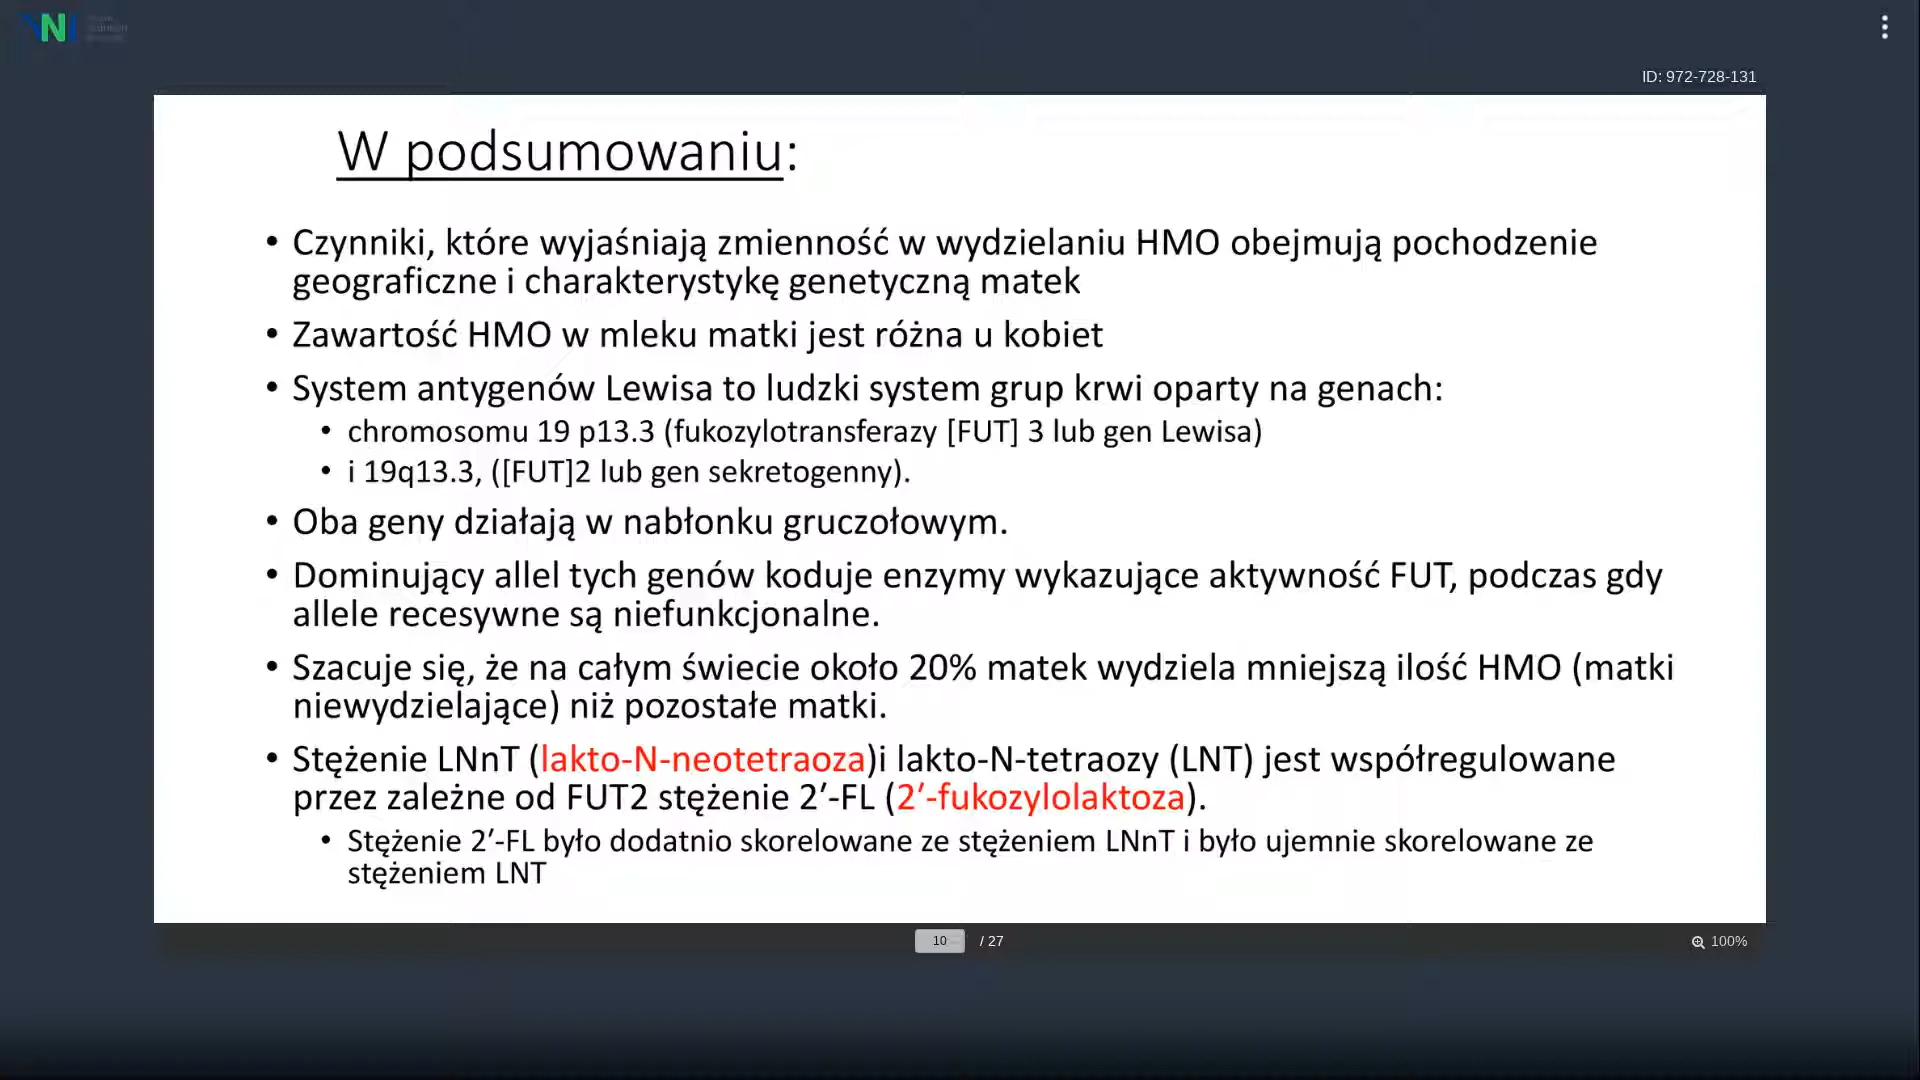 ID: 972-728-131
W podsumowaniu:
• Czynniki, które wyjaśniają zmienność w wydzielaniu HMO obejmują pochodzenie
geograficzne i charakterystykę genetyczną matek
• Zawartość HMO w mleku matki jest różna u kobiet
• System antygenów Lewisa to ludzki system grup krwi oparty na genach:
• chromosomu 19 p13.3 (fukozylotransferazy [FUT] 3 lub gen Lewisa)
• i 19q13.3, ([FUT]2 lub gen sekretogenny).
• Oba geny działają w nabłonku gruczołowym.
• Dominujący allel tych genów koduje enzymy wykazujące aktywność FUT, podczas gdy
allele recesywne są niefunkcjonalne.
• Szacuje się, że na całym świecie około 20% matek wydziela mniejszą ilość HMO (matki
niewydzielające) niż pozostałe matki.
• Stężenie LNnT (lakto-N-neotetraoza)i lakto-N-tetraozy (LNT) jest współregulowane
przez zależne od FUT2 stężenie 2′-FL (2′-fukozylolaktoza).
• Stężenie 2′-FL było dodatnio skorelowane ze stężeniem LNnT i było ujemnie skorelowane ze
stężeniem LNT
10 / 27
100%